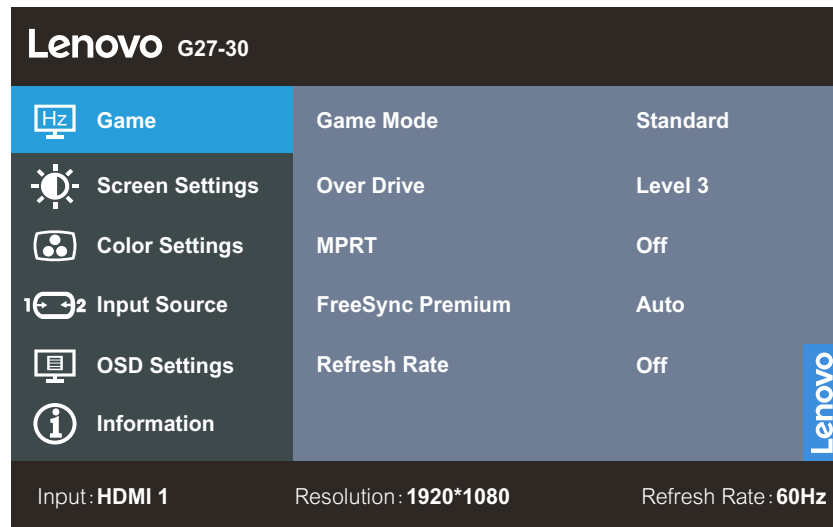 Lenovo G27-30
Hz Game Game Mode Standard
Screen Settings Over Drive Level 3
Color Settings MPRT Off
1 2 Input Source FreeSync Premium Auto
OSD Settings Refresh Rate Off
Lenovo
Information
Input: HDMI 1 Resolution: 1920*1080 Refresh Rate: 60Hz